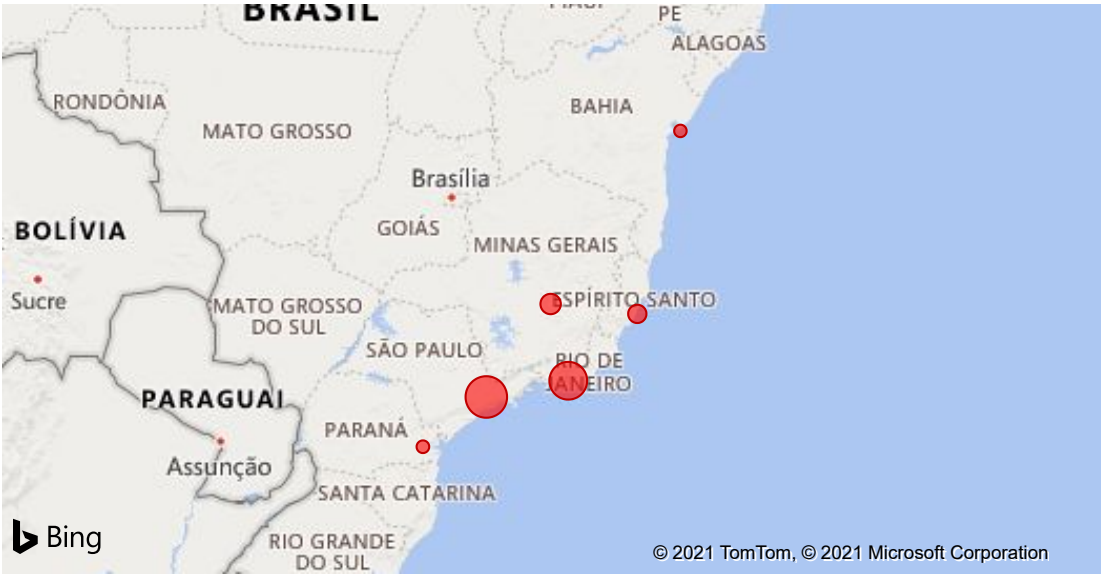 BRASIL
PIAUÍ
PE
ALAGOAS
RONDÔNIA
BAHIA
MATO GROSSO
Brasília
GOIÁS
BOLÍVIA
MINAS GERAIS
Sucre
MATO GROSSO
DO SUL
ESPÍRITO SANTO
SÃO PAULO
RIO DE
JANEIRO
PARAGUAI
PARANÁ
Assunção
SANTA CATARINA
Bing
RIO GRANDE
DO SUL
© 2021 TomTom, © 2021 Microsoft Corporation